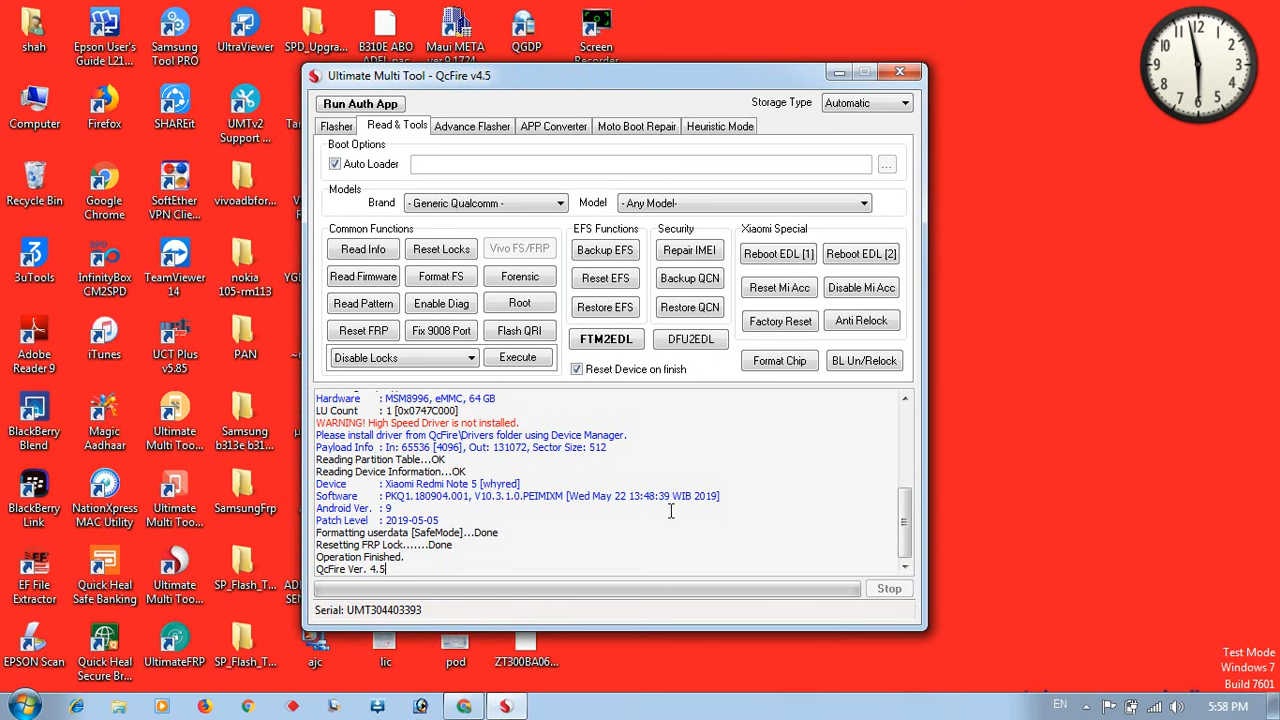 shah
Epson User's
Guide L21...
Samsung
Tool PRO
UltraViewer
SPD_Upgra...
B310E ABO
ADEL pac
Maui META
ver 9.1724
QGDP
Screen
Recorder
Computer
Firefox
SHAREit
UMTv2
Support ...
Recycle Bin
Google
Chrome
SoftEther
VPN Clie...
vivoadbfor...
3uTools
InfinityBox
CM2SPD
TeamViewer
14
nokia
105-rm113
Adobe
Reader 9
iTunes
UCT Plus
v5.85
PAN
BlackBerry
Blend
Magic
Aadhaar
Ultimate
Multi Too...
Samsung
b313e b31...
BlackBerry
Link
NationXpress
MAC Utility
Ultimate
Multi Too...
SamsungFrp
EF File
Extractor
Quick Heal
Safe Banking
Ultimate
Multi Too...
SP_Flash_T...
EPSON Scan
Quick Heal
Secure Br...
UltimateFRP
SP_Flash_T...
ajc
lic
pod
ZT300BA06...
Ultimate Multi Tool - QcFire v4.5
Run Auth App
Storage Type
Automatic
Flasher
Read & Tools
Advance Flasher
APP Converter
Moto Boot Repair
Heuristic Mode
Boot Options
Auto Loader
...
Models
Brand
- Generic Qualcomm -
Model
- Any Model-
Common Functions
Read Info
Reset Locks
Vivo FS/FRP
Read Firmware
Format FS
Forensic
Read Pattern
Enable Diag
Root
Reset FRP
Fix 9008 Port
Flash QRI
Disable Locks
Execute
EFS Functions
Backup EFS
Reset EFS
Restore EFS
Security
Repair IMEI
Backup QCN
Restore QCN
FTM2EDL
DFU2EDL
Reset Device on finish
Xiaomi Special
Reboot EDL [1]
Reboot EDL [2]
Reset Mi Acc
Disable Mi Acc
Factory Reset
Anti Relock
Format Chip
BL Un/Relock
Hardware : MSM8996, eMMC, 64 GB
LU Count : 1 [0x0747C000]
WARNING! High Speed Driver is not installed.
Please install driver from QcFire\Drivers folder using Device Manager.
Payload Info : In: 65536 [4096], Out: 131072, Sector Size: 512
Reading Partition Table...OK
Reading Device Information...OK
Device : Xiaomi Redmi Note 5 [whyred]
Software : PKQ1.180904.001, V10.3.1.0.PEIMIXM [Wed May 22 13:48:39 WIB 2019]
Android Ver. : 9
Patch Level : 2019-05-05
Formatting userdata [SafeMode]...Done
Resetting FRP Lock.......Done
Operation Finished.
QcFire Ver. 4.5
Stop
Serial: UMT304403393
12
6
Test Mode
Windows 7
Build 7601
EN
5:58 PM